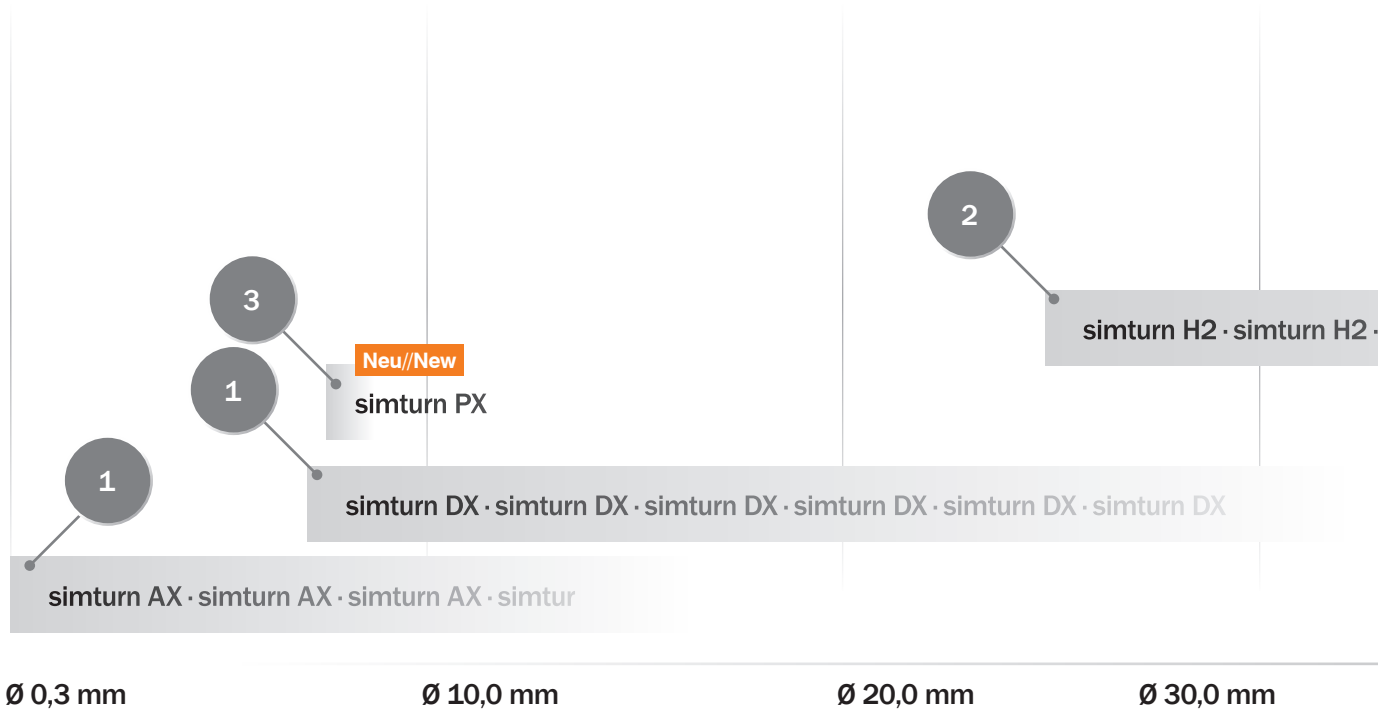 2
3
simturn H2 · simturn H2 ·
Neu//New
1
simturn PX
1
simturn DX · simturn DX · simturn DX · simturn DX · simturn DX · simturn DX
simturn AX · simturn AX · simturn AX · simtur
Ø 0,3 mm
Ø 10,0 mm
Ø 20,0 mm
Ø 30,0 mm